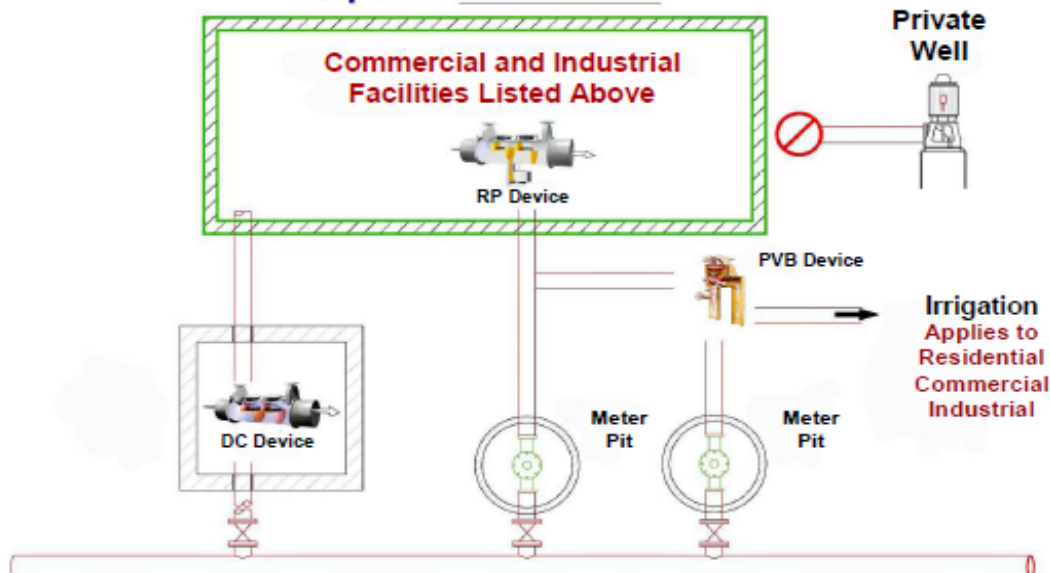 Private
Well
Commercial and Industrial
Facilities Listed Above
RP Device
PVB Device
Irrigation
Applies to
Residential
Commercial
Industrial
DC Device
Meter
Pit
Meter
Pit